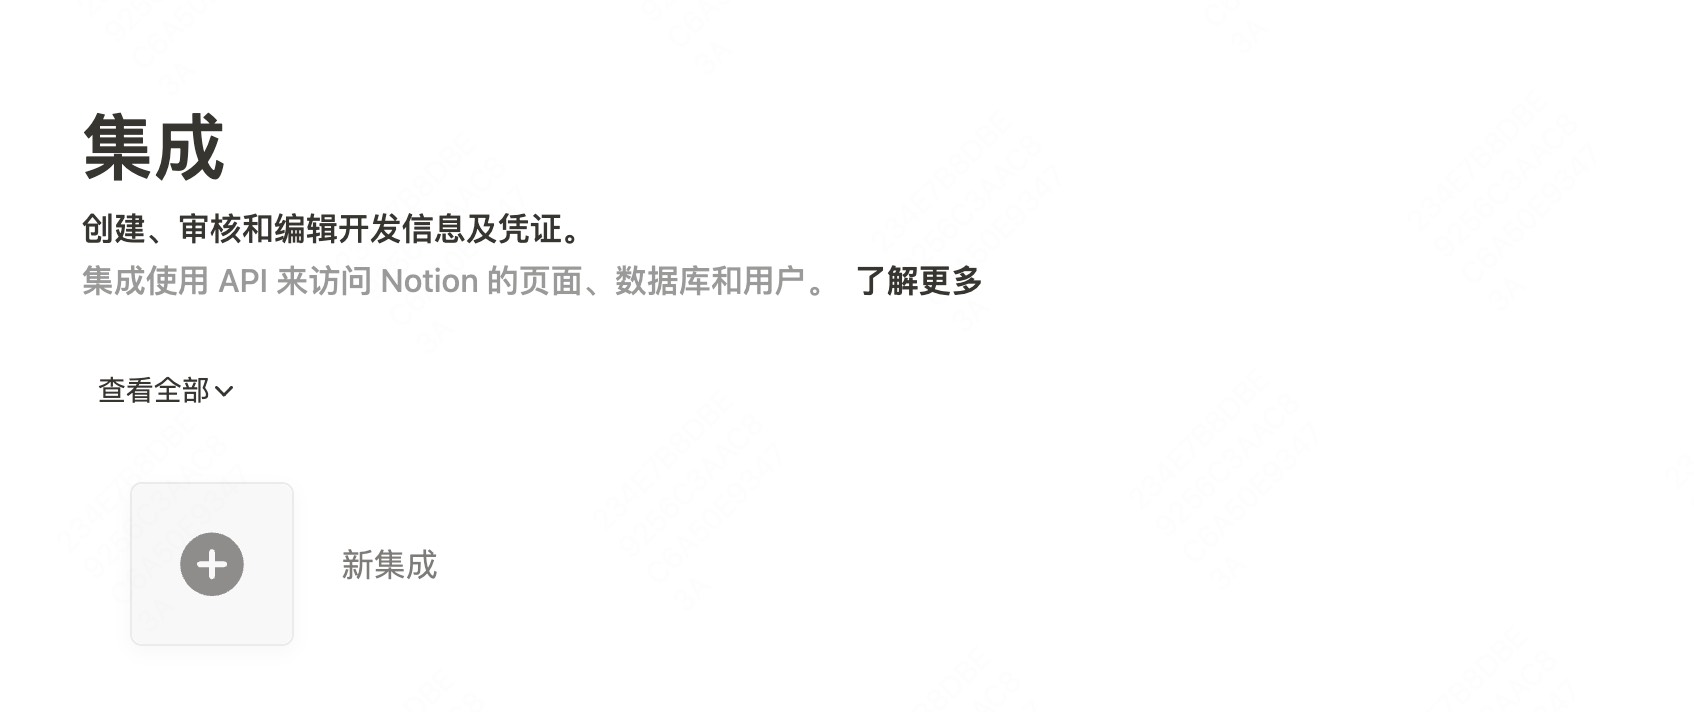 集成
创建、审核和编辑开发信息及凭证。
集成使用 API 来访问 Notion 的页面、数据库和用户。 了解更多
查看全部
新集成